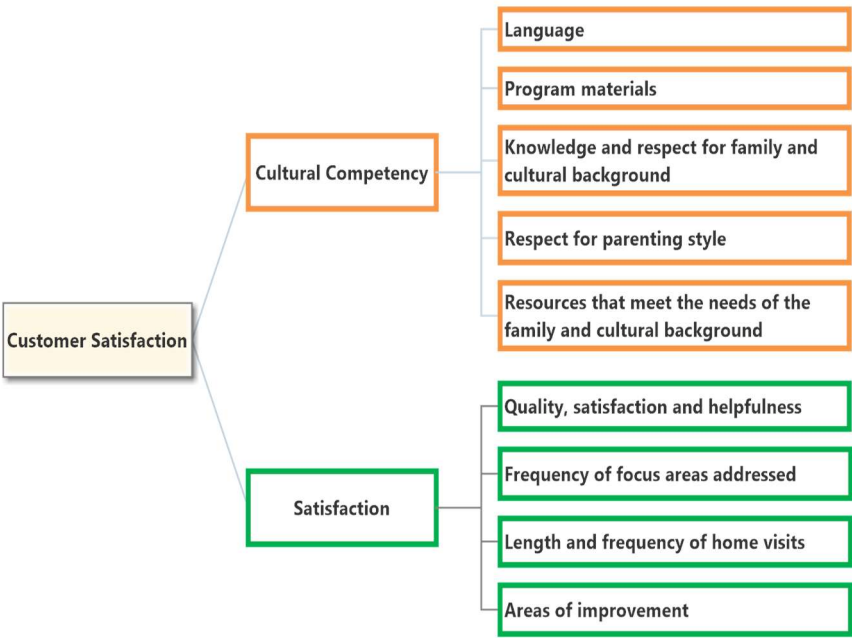 Customer Satisfaction
Cultural Competency
Language
Program materials
Knowledge and respect for family and
cultural background
Respect for parenting style
Resources that meet the needs of the
family and cultural background
Satisfaction
Quality, satisfaction and helpfulness
Frequency of focus areas addressed
Length and frequency of home visits
Areas of improvement